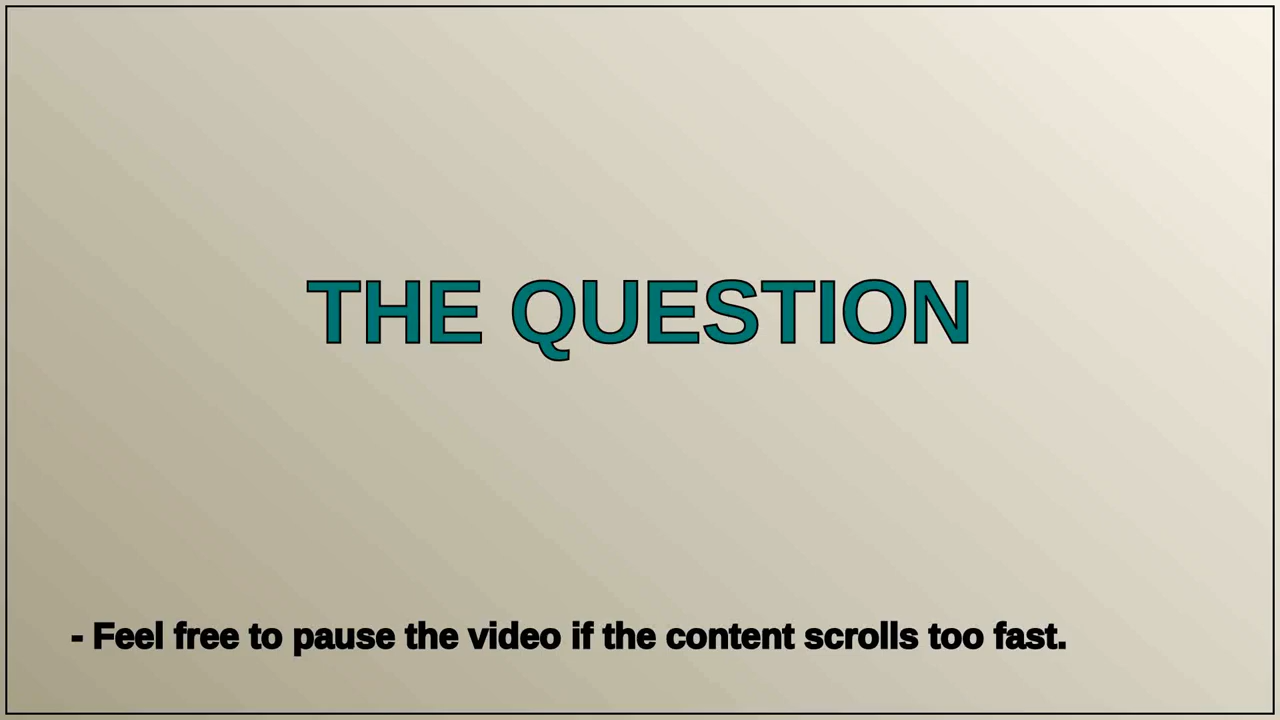 THE QUESTION
- Feel free to pause the video if the content scrolls too fast.